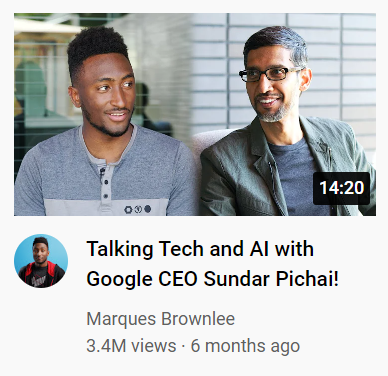 14:20
Talking Tech and AI with
Google CEO Sundar Pichai!
Marques Brownlee
3.4M views · 6 months ago